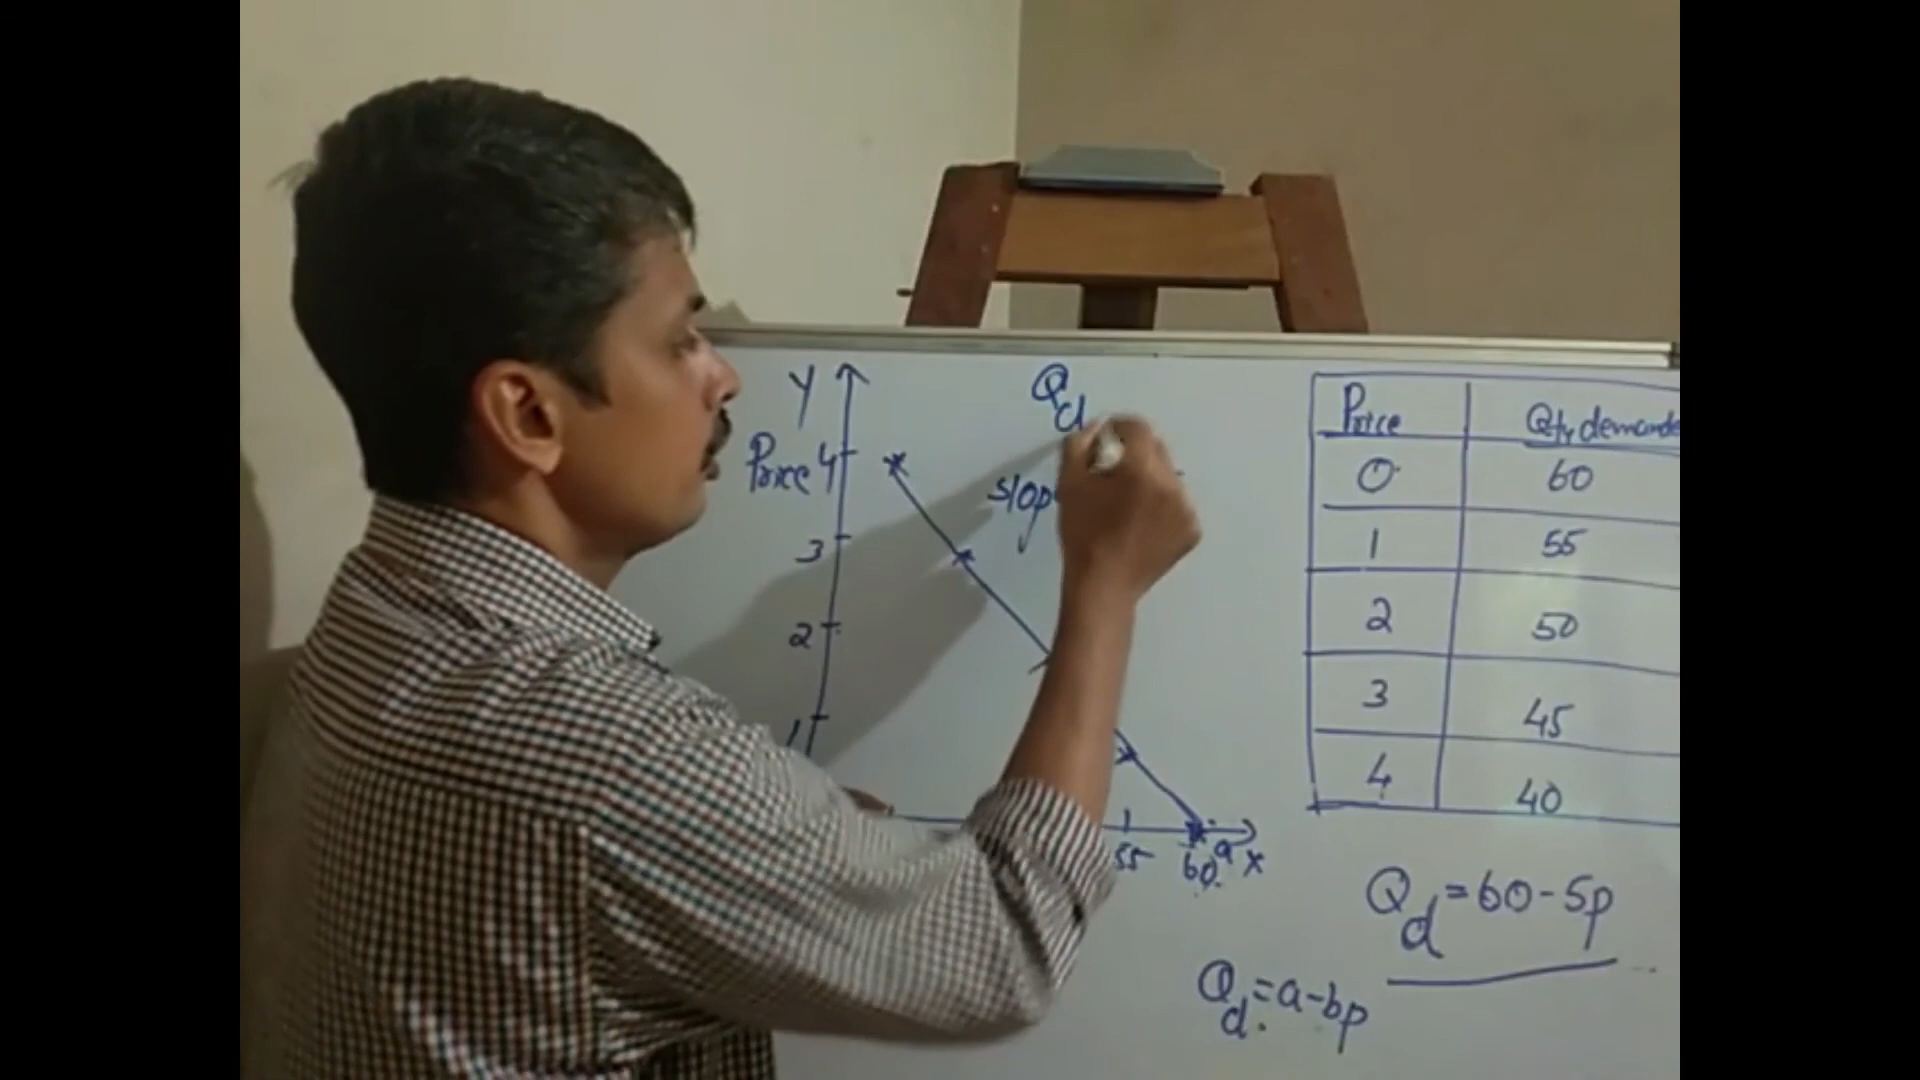 Y
Price 4
3
2
1
55 60 a x
Qd
slop
Price Qty demande
0 60
1 55
2 50
3 45
4 40
Qd = 60 - 5p
Qd = a - bp